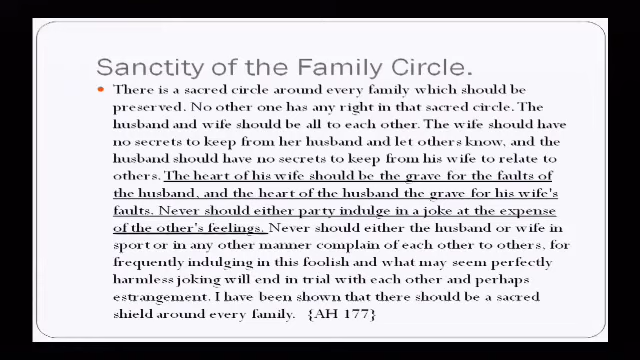 Sanctity of the Family Circle.
• There is a sacred circle around every family which should be
preserved. No other one has any right in that sacred circle. The
husband and wife should be all to each other. The wife should have
no secrets to keep from her husband and let others know, and the
husband should have no secrets to keep from his wife to relate to
others. The heart of his wife should be the grave for the faults of
the husband, and the heart of the husband the grave for his wife's
faults. Never should either party indulge in a joke at the expense
of the other's feelings. Never should either the husband or wife in
sport or in any other manner complain of each other to others, for
frequently indulging in this foolish and what may seem perfectly
harmless joking will end in trial with each other and perhaps
estrangement. I have been shown that there should be a sacred
shield around every family. {AH 177}